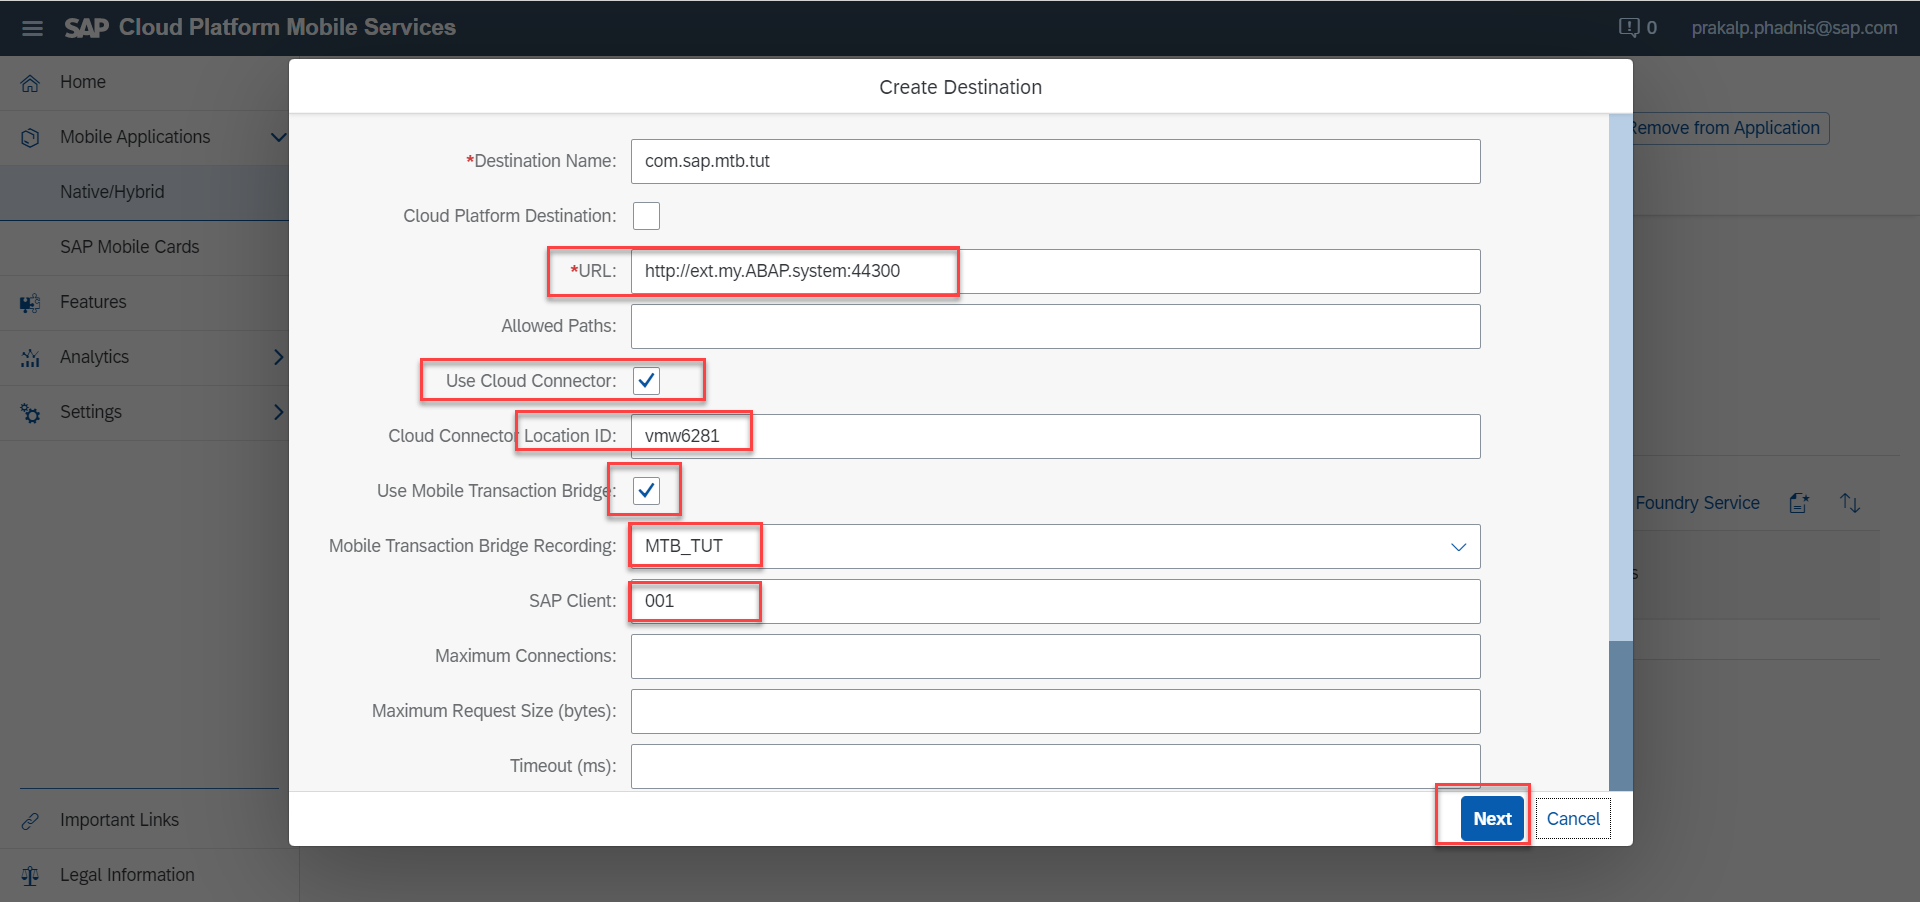 SAP Cloud Platform Mobile Services
0
prakalp.phadnis@sap.com
Home
Mobile Applications
Native/Hybrid
SAP Mobile Cards
Features
Analytics
Settings
Important Links
Legal Information
Remove from Application
Foundry Service
s
Create Destination
*Destination Name: com.sap.mtb.tut
Cloud Platform Destination:
*URL: http://ext.my.ABAP.system:44300
Allowed Paths:
Use Cloud Connector:
Cloud Connector Location ID: vmw6281
Use Mobile Transaction Bridge:
Mobile Transaction Bridge Recording: MTB_TUT
SAP Client: 001
Maximum Connections:
Maximum Request Size (bytes):
Timeout (ms):
Next
Cancel